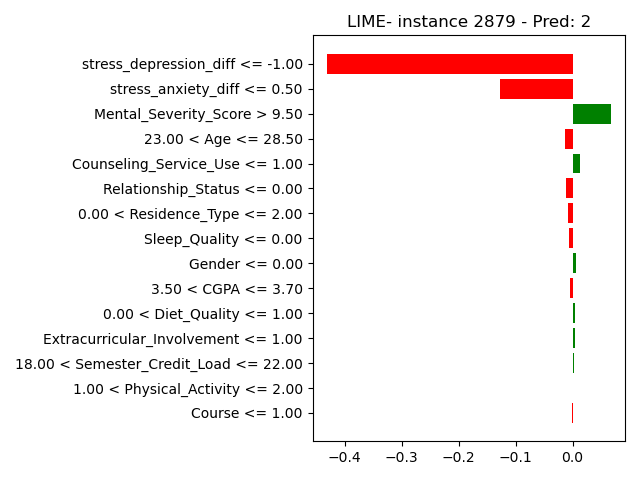 LIME- instance 2879 - Pred: 2
stress_depression_diff <= -1.00
stress_anxiety_diff <= 0.50
Mental_Severity_Score > 9.50
23.00 < Age <= 28.50
Counseling_Service_Use <= 1.00
Relationship_Status <= 0.00
0.00 < Residence_Type <= 2.00
Sleep_Quality <= 0.00
Gender <= 0.00
3.50 < CGPA <= 3.70
0.00 < Diet_Quality <= 1.00
Extracurricular_Involvement <= 1.00
18.00 < Semester_Credit_Load <= 22.00
1.00 < Physical_Activity <= 2.00
Course <= 1.00
−0.4 −0.3 −0.2 −0.1 0.0